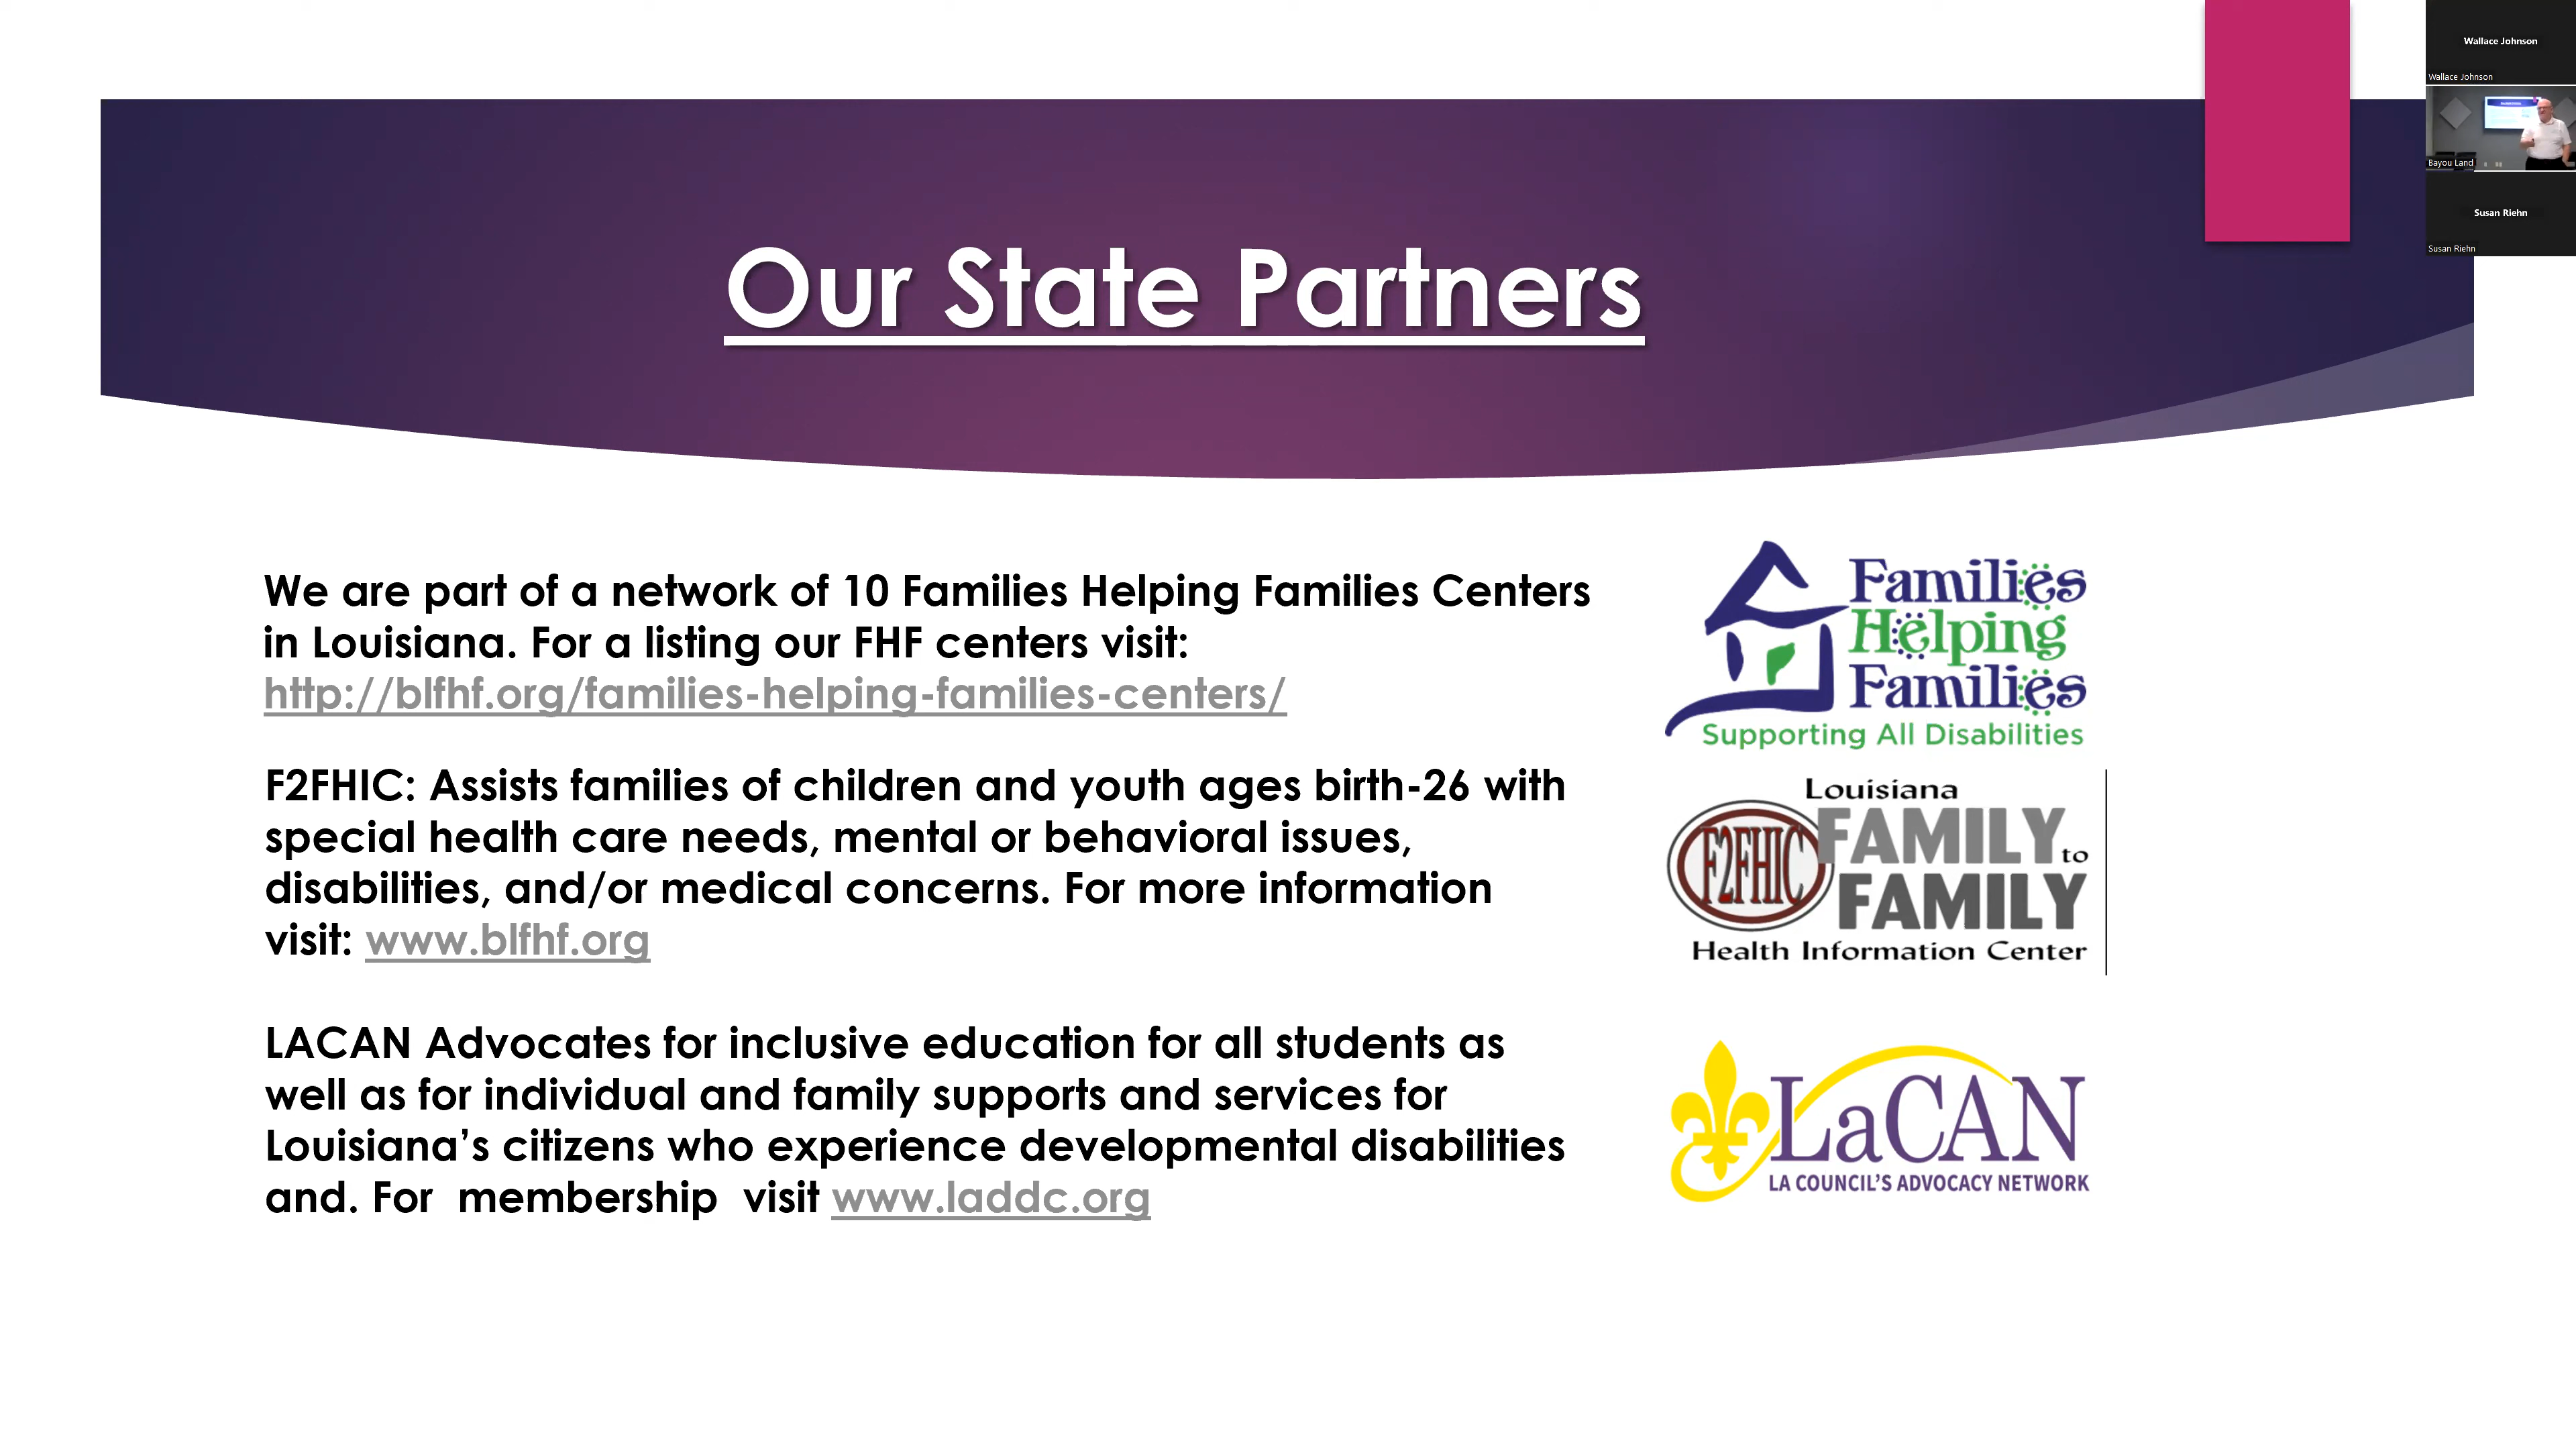 Wallace Johnson
Wallace Johnson
Bayou Land
Susan Riehn
Susan Riehn
Our State Partners
We are part of a network of 10 Families Helping Families Centers
in Louisiana. For a listing our FHF centers visit:
http://blfhf.org/families-helping-families-centers/
F2FHIC: Assists families of children and youth ages birth-26 with
special health care needs, mental or behavioral issues,
disabilities, and/or medical concerns. For more information
visit: www.blfhf.org
LACAN Advocates for inclusive education for all students as
well as for individual and family supports and services for
Louisiana’s citizens who experience developmental disabilities
and. For  membership  visit www.laddc.org
Families
Helping
Families
Supporting All Disabilities
Louisiana
F2FHIC
FAMILY to
FAMILY
Health Information Center
LaCAN
LA COUNCIL’S ADVOCACY NETWORK